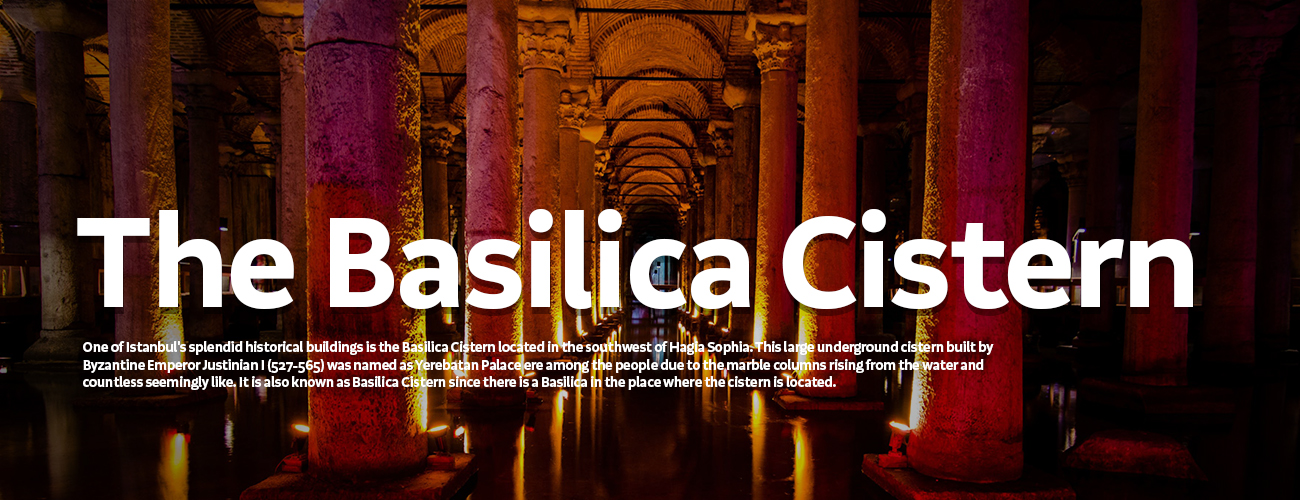 The Basilica Cistern
One of Istanbul's splendid historical buildings is the Basilica Cistern located in the southwest of Hagia Sophia. This large underground cistern built by
Byzantine Emperor Justinian I (527-565) was named as Yerebatan Palace ere among the people due to the marble columns rising from the water and
countless seemingly like. It is also known as Basilica Cistern since there is a Basilica in the place where the cistern is located.